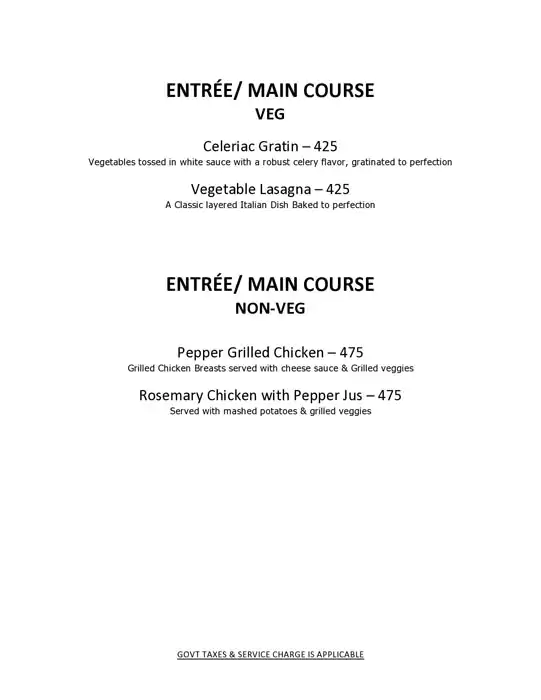 ENTRÉE/ MAIN COURSE
VEG
Celeriac Gratin – 425
Vegetables tossed in white sauce with a robust celery flavor, gratinated to perfection
Vegetable Lasagna – 425
A Classic layered Italian Dish Baked to perfection
ENTRÉE/ MAIN COURSE
NON-VEG
Pepper Grilled Chicken – 475
Grilled Chicken Breasts served with cheese sauce & Grilled veggies
Rosemary Chicken with Pepper Jus – 475
Served with mashed potatoes & grilled veggies
GOVT TAXES & SERVICE CHARGE IS APPLICABLE